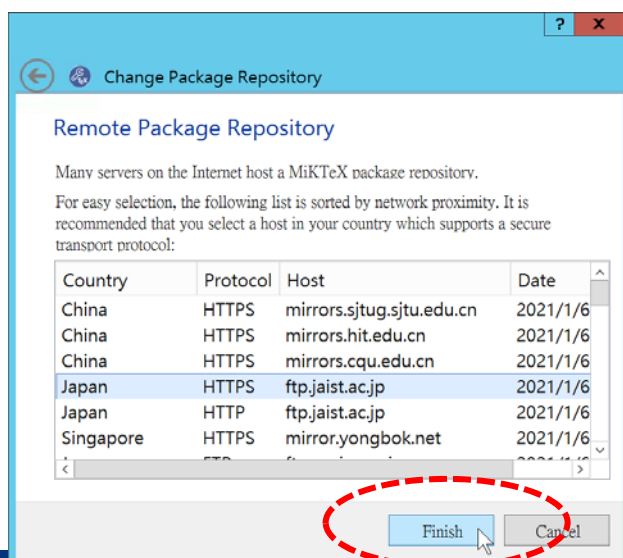 ? X
Change Package Repository
Remote Package Repository
Many servers on the Internet host a MiKTeX package repository.
For easy selection, the following list is sorted by network proximity. It is
recommended that you select a host in your country which supports a secure
transport protocol:
Country Protocol Host Date
China HTTPS mirrors.sjtug.sjtu.edu.cn 2021/1/6
China HTTPS mirrors.hit.edu.cn 2021/1/6
China HTTPS mirrors.cqu.edu.cn 2021/1/6
Japan HTTPS ftp.jaist.ac.jp 2021/1/6
Japan HTTP ftp.jaist.ac.jp 2021/1/6
Singapore HTTPS mirror.yongbok.net 2021/1/6
Finish Cancel